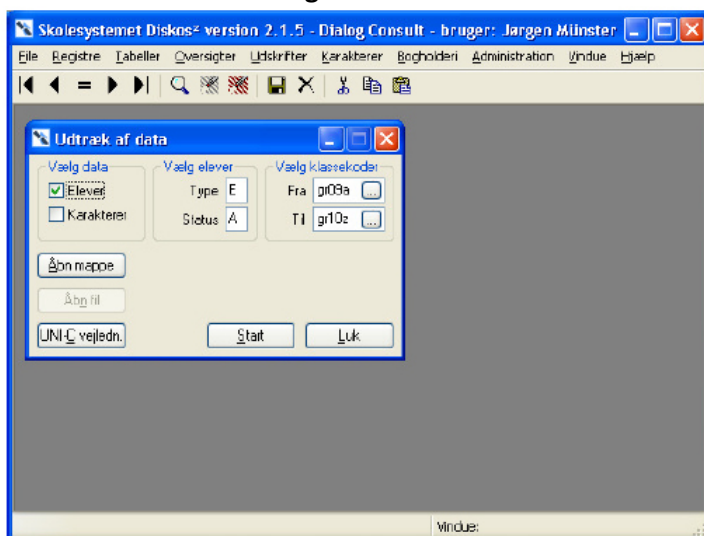 Skolesystemet Diskos² version 2.1.5 - Dialog Consult - bruger: Jørgen Münster
File Registre Tabeller Oversigter Udskrifter Karakterer Bogholderi Administration Vindue Hjælp
Udtræk af data
Vælg data Vælg elever Vælg klassekoder
Elever Type E Fra gr09a ...
Karakterer Status A Til gr10z ...
Åbn mappe
Åbn fil
UNI-C vejledn. Start Luk
Vindue: